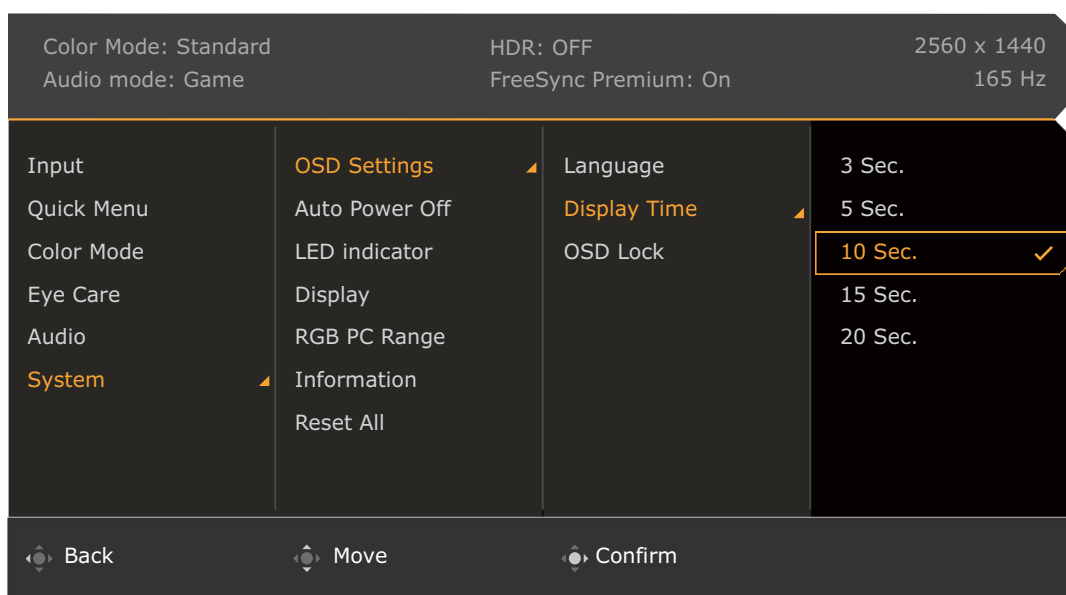 Color Mode: Standard
Audio mode: Game
HDR: OFF
FreeSync Premium: On
2560 x 1440
165 Hz
Input
Quick Menu
Color Mode
Eye Care
Audio
System
OSD Settings
Auto Power Off
LED indicator
Display
RGB PC Range
Information
Reset All
Language
Display Time
OSD Lock
3 Sec.
5 Sec.
10 Sec.
15 Sec.
20 Sec.
Back
Move
Confirm